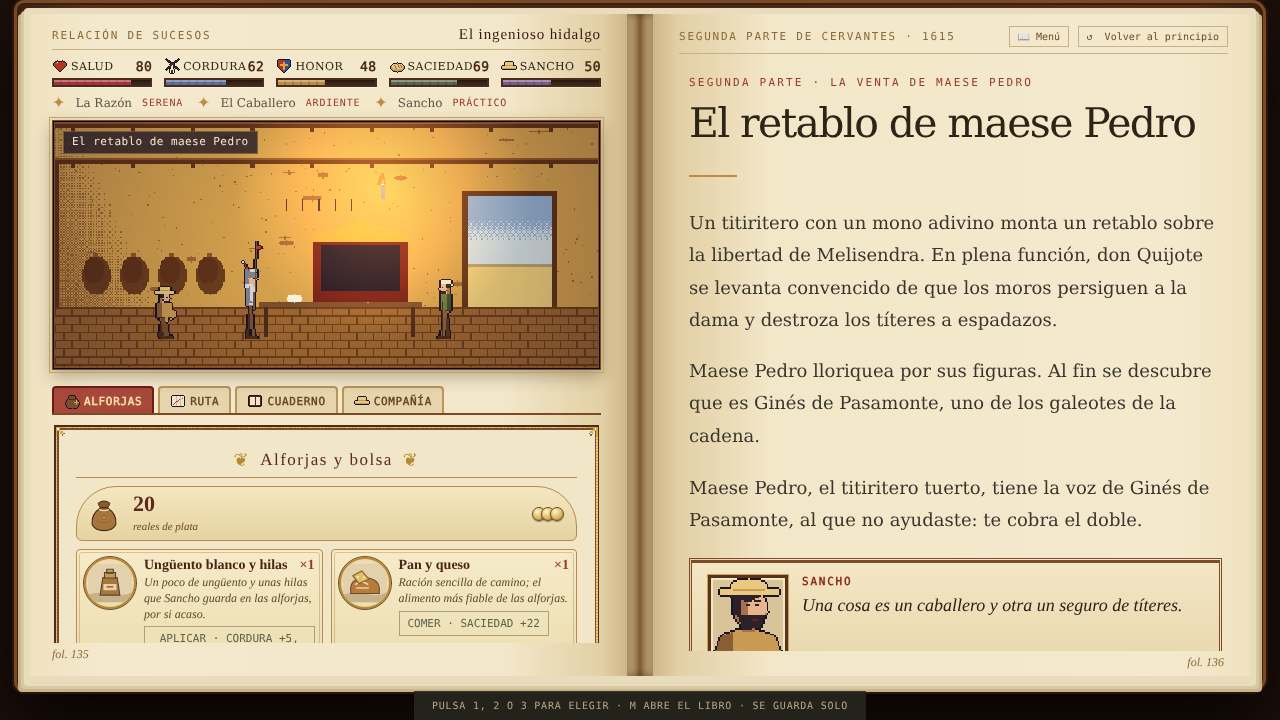 RELACIÓN DE SUCESOS
El ingenioso hidalgo
SALUD 80
CORDURA 62
HONOR 48
SACIEDAD 69
SANCHO 50
La Razón SERENA
El Caballero ARDIENTE
Sancho PRÁCTICO
El retablo de maese Pedro
ALFORJAS
RUTA
CUADERNO
COMPAÑÍA
Alforjas y bolsa
20
reales de plata
Ungüento blanco y hilas ×1
Un poco de ungüento y unas hilas
que Sancho guarda en las alforjas,
por si acaso.
APLICAR · CORDURA +5,
Pan y queso ×1
Ración sencilla de camino; el
alimento más fiable de las alforjas.
COMER · SACIEDAD +22
fol. 135
SEGUNDA PARTE DE CERVANTES · 1615
Menú
↺ Volver al principio
SEGUNDA PARTE · LA VENTA DE MAESE PEDRO
El retablo de maese Pedro
Un titiritero con un mono adivino monta un retablo sobre
la libertad de Melisendra. En plena función, don Quijote
se levanta convencido de que los moros persiguen a la
dama y destroza los títeres a espadazos.
Maese Pedro lloriquea por sus figuras. Al fin se descubre
que es Ginés de Pasamonte, uno de los galeotes de la
cadena.
Maese Pedro, el titiritero tuerto, tiene la voz de Ginés de
Pasamonte, al que no ayudaste: te cobra el doble.
SANCHO
Una cosa es un caballero y otra un seguro de títeres.
fol. 136
PULSA 1, 2 O 3 PARA ELEGIR · M ABRE EL LIBRO · SE GUARDA SOLO